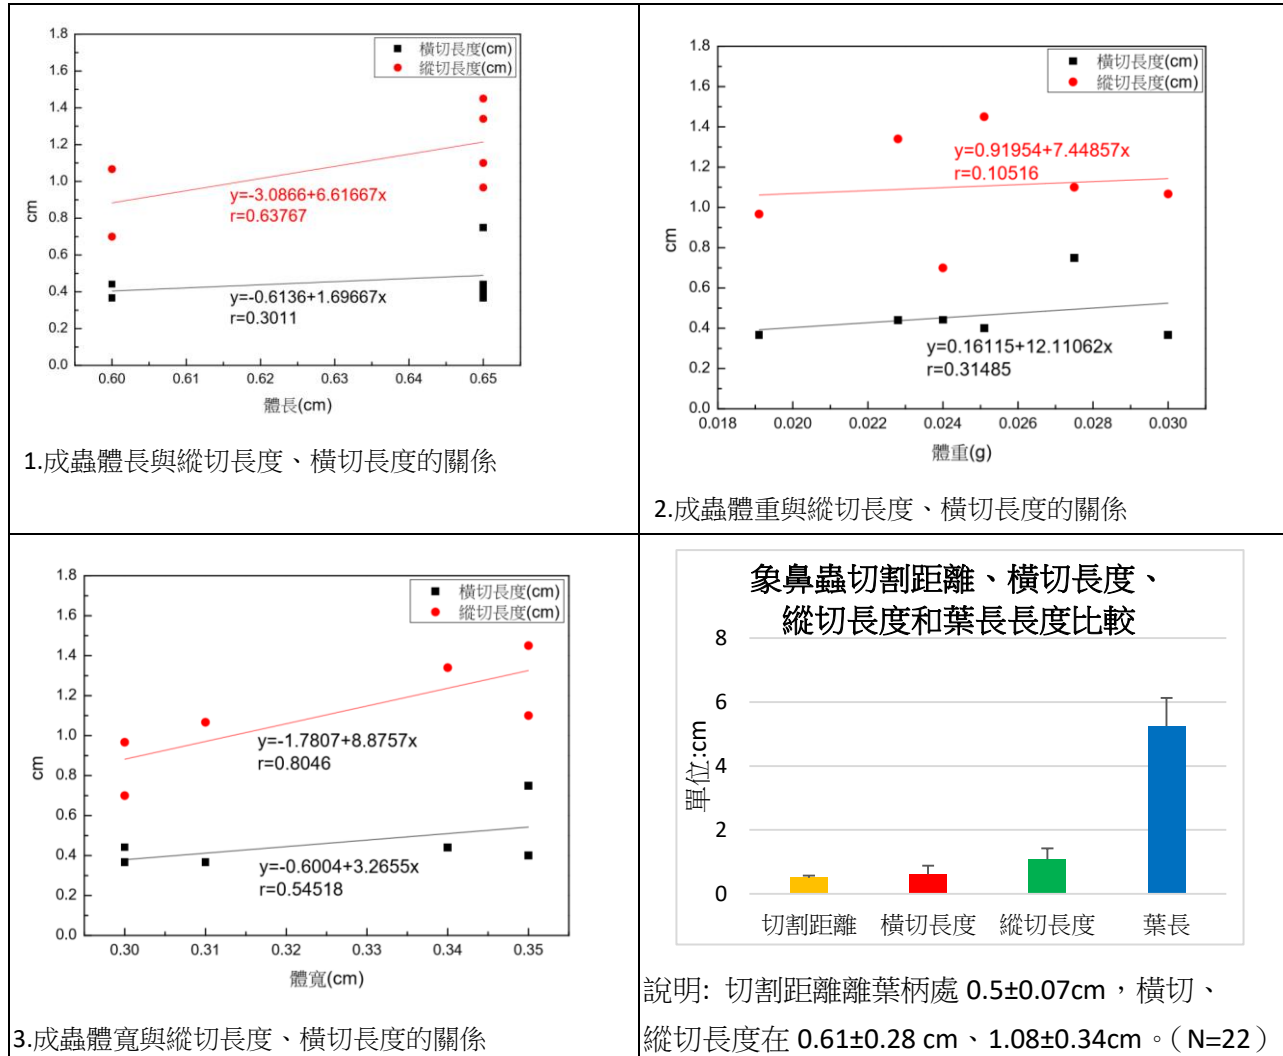 1.8
1.6
1.4
1.2
1.0
0.8
0.6
0.4
0.2
0.0
cm
橫切長度(cm)
縱切長度(cm)
y=-3.0866+6.61667x
r=0.63767
y=-0.6136+1.69667x
r=0.3011
0.60 0.61 0.62 0.63 0.64 0.65
體長(cm)
1.成蟲體長與縱切長度、橫切長度的關係
1.8
1.6
1.4
1.2
1.0
0.8
0.6
0.4
0.2
0.0
cm
橫切長度(cm)
縱切長度(cm)
y=0.91954+7.44857x
r=0.10516
y=0.16115+12.11062x
r=0.31485
0.018 0.020 0.022 0.024 0.026 0.028 0.030
體重(g)
2.成蟲體重與縱切長度、橫切長度的關係
1.8
1.6
1.4
1.2
1.0
0.8
0.6
0.4
0.2
0.0
cm
橫切長度(cm)
縱切長度(cm)
y=-1.7807+8.8757x
r=0.8046
y=-0.6004+3.2655x
r=0.54518
0.30 0.31 0.32 0.33 0.34 0.35
體寬(cm)
3.成蟲體寬與縱切長度、橫切長度的關係
象鼻蟲切割距離、橫切長度、
縱切長度和葉長長度比較
8
6
4
2
0
單位:cm
切割距離 橫切長度 縱切長度 葉長
說明: 切割距離離葉柄處 0.5±0.07cm，橫切、
縱切長度在 0.61±0.28 cm、1.08±0.34cm。（N=22）